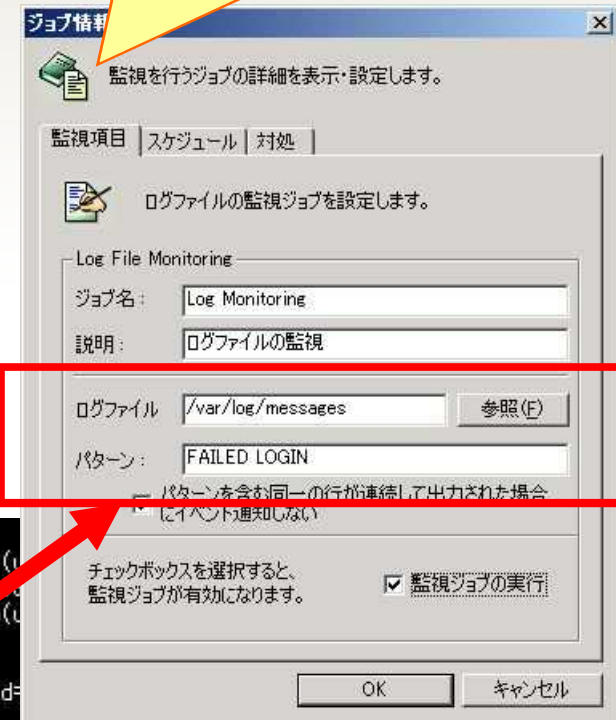 ジョブ情報
監視を行うジョブの詳細を表示・設定します。
監視項目 スケジュール 対処
ログファイルの監視ジョブを設定します。
Log File Monitoring
ジョブ名： Log Monitoring
説明： ログファイルの監視
ログファイル /var/log/messages 参照(F)
パターン： FAILED LOGIN
パターンを含む同一の行が連続して出力された場合
にイベント通知しない
チェックボックスを選択すると、
監視ジョブが有効になります。
監視ジョブの実行
OK キャンセル